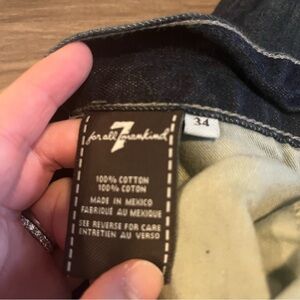 7
for all mankind
34
100% COTTON
100% COTON
MADE IN MEXICO
FABRIQUE AU MEXIQUE
SEE REVERSE FOR CARE
ENTRETIEN AU VERSO